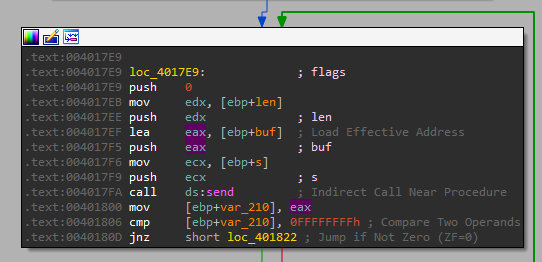 .text:004017E9
.text:004017E9 loc_4017E9: ; flags
.text:004017E9 push 0
.text:004017EB mov edx, [ebp+len]
.text:004017EE push edx ; len
.text:004017EF lea eax, [ebp+buf] ; Load Effective Address
.text:004017F5 push eax ; buf
.text:004017F6 mov ecx, [ebp+s]
.text:004017F9 push ecx ; s
.text:004017FA call ds:send ; Indirect Call Near Procedure
.text:00401800 mov [ebp+var_210], eax
.text:00401806 cmp [ebp+var_210], 0FFFFFFFFh ; Compare Two Operands
.text:0040180D jnz short loc_401822 ; Jump if Not Zero (ZF=0)